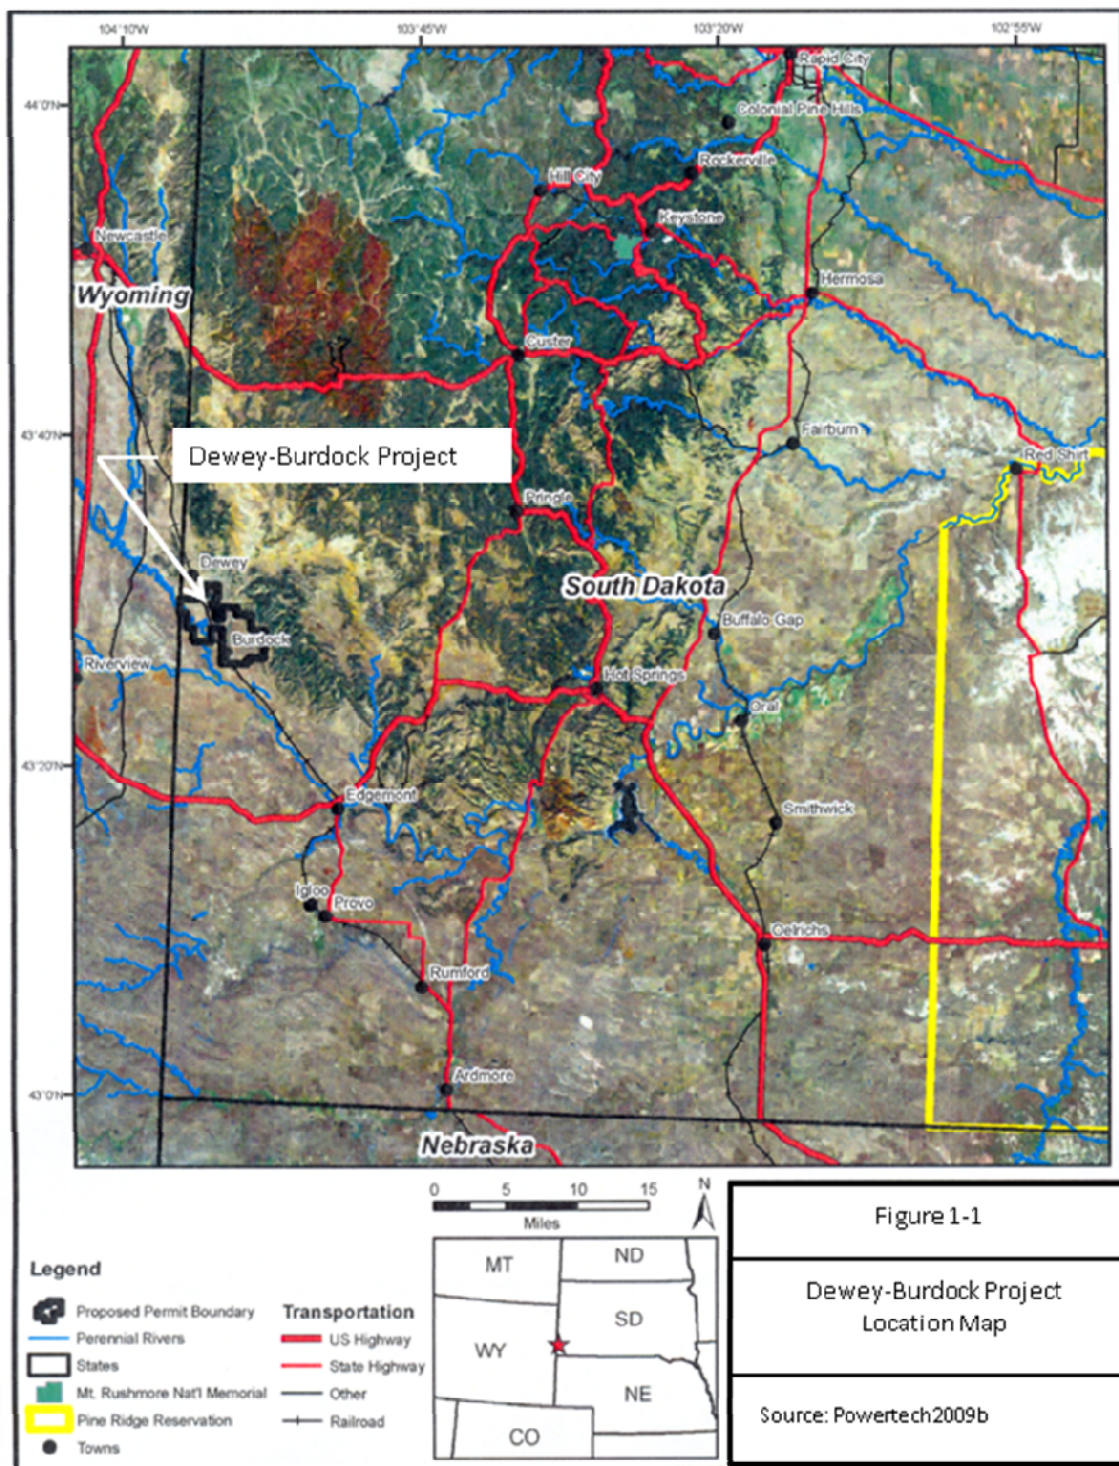 104°10'W 103°45'W 103°20'W 102°55'W
44°0'N
Rapid City
Colonial Pine Hills
Rockerville
Hill City
Keystone
Newcastle
Wyoming
Hermosa
Custer
43°40'N
Fairburn
Dewey-Burdock Project
Red Shirt
Pringle
Dewey
South Dakota
Burdock
Buffalo Gap
Riverview
Hot Springs
Oral
43°20'N
Edgemont
Smithwick
Igloo
Provo
Oelrichs
Rumford
Ardmore
43°0'N
Nebraska
0 5 10 15
Miles
N
Legend
Proposed Permit Boundary
Perennial Rivers
States
Mt. Rushmore Nat'l Memorial
Pine Ridge Reservation
Towns
Transportation
US Highway
State Highway
Other
Railroad
MT
ND
SD
WY
NE
CO
Figure 1-1
Dewey-Burdock Project
Location Map
Source: Powertech2009b